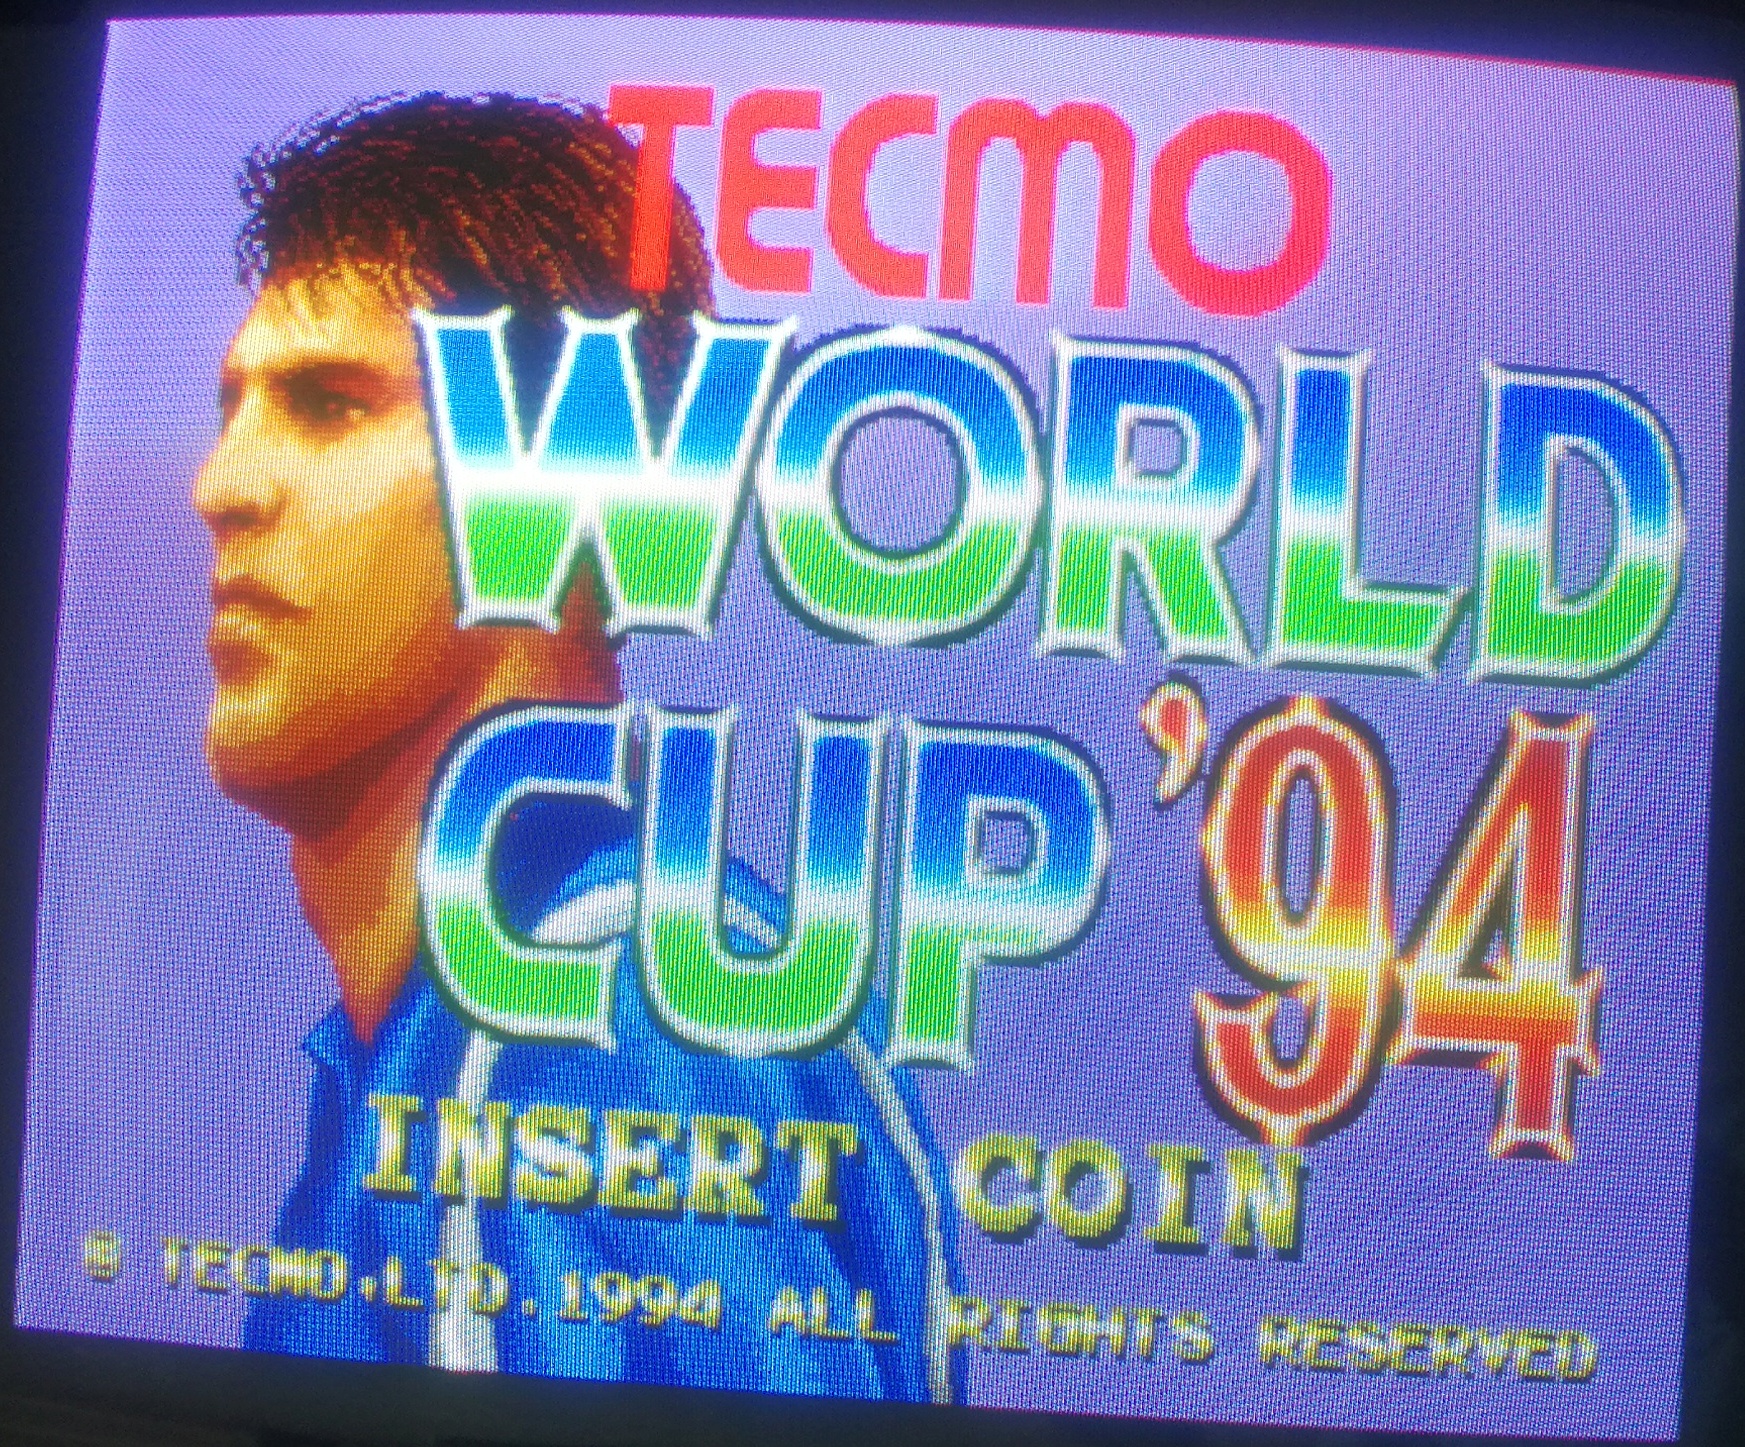 TECMO
WORLD
CUP '94
INSERT COIN
© TECMO,LTD.1994 ALL RIGHTS RESERVED